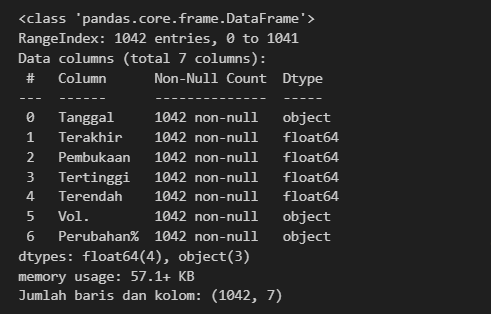 <class 'pandas.core.frame.DataFrame'>
RangeIndex: 1042 entries, 0 to 1041
Data columns (total 7 columns):
 #   Column      Non-Null Count  Dtype
---  ------      --------------  -----
 0   Tanggal     1042 non-null   object
 1   Terakhir    1042 non-null   float64
 2   Pembukaan   1042 non-null   float64
 3   Tertinggi   1042 non-null   float64
 4   Terendah    1042 non-null   float64
 5   Vol.        1042 non-null   object
 6   Perubahan%  1042 non-null   object
dtypes: float64(4), object(3)
memory usage: 57.1+ KB
Jumlah baris dan kolom: (1042, 7)